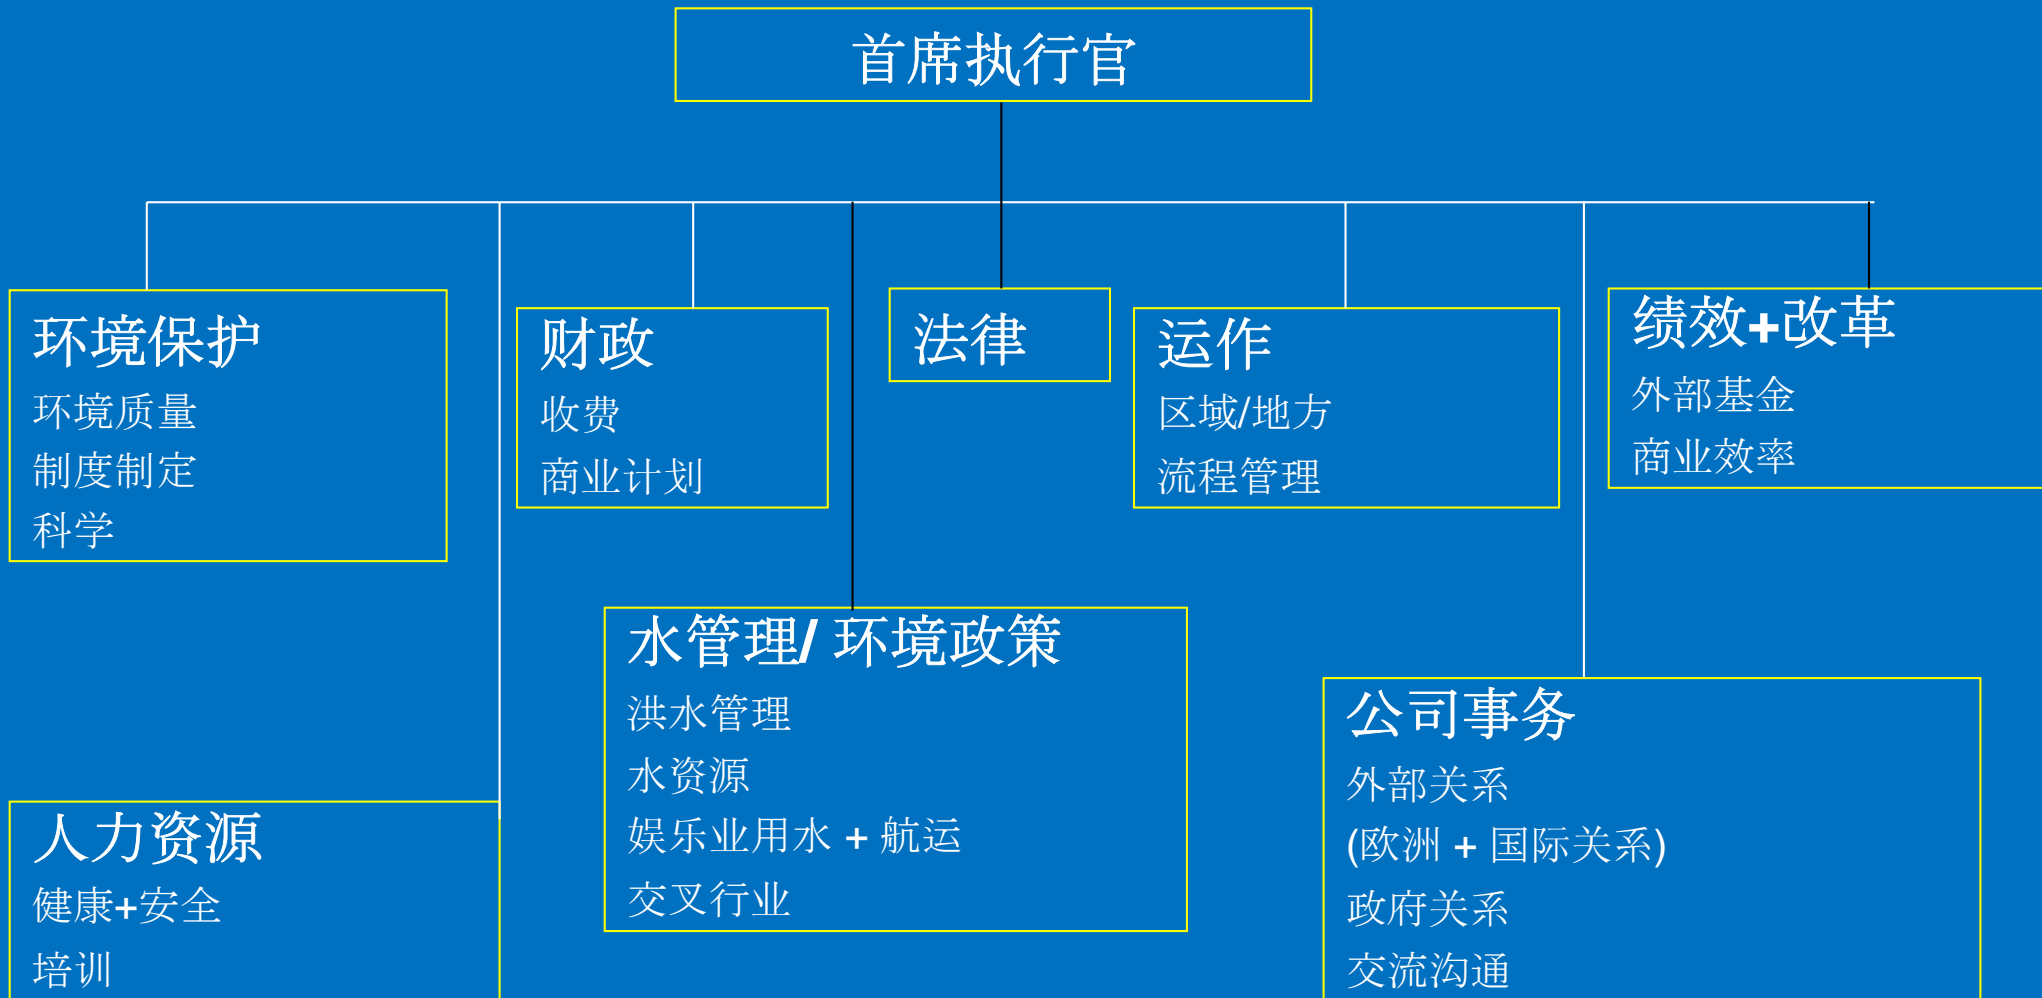 首席执行官
环境保护
环境质量
制度制定
科学
财政
收费
商业计划
法律
运作
区域/地方
流程管理
绩效+改革
外部基金
商业效率
水管理/ 环境政策
洪水管理
水资源
娱乐业用水 + 航运
交叉行业
人力资源
健康+安全
培训
公司事务
外部关系
(欧洲 + 国际关系)
政府关系
交流沟通